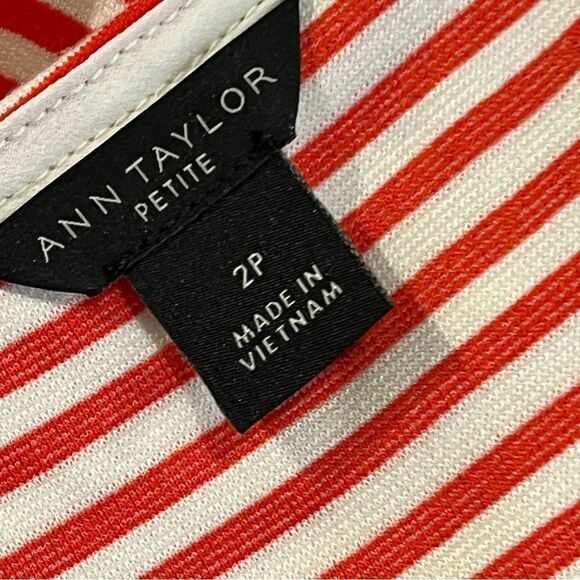 ANN TAYLOR
PETITE
2P
MADE IN
VIETNAM